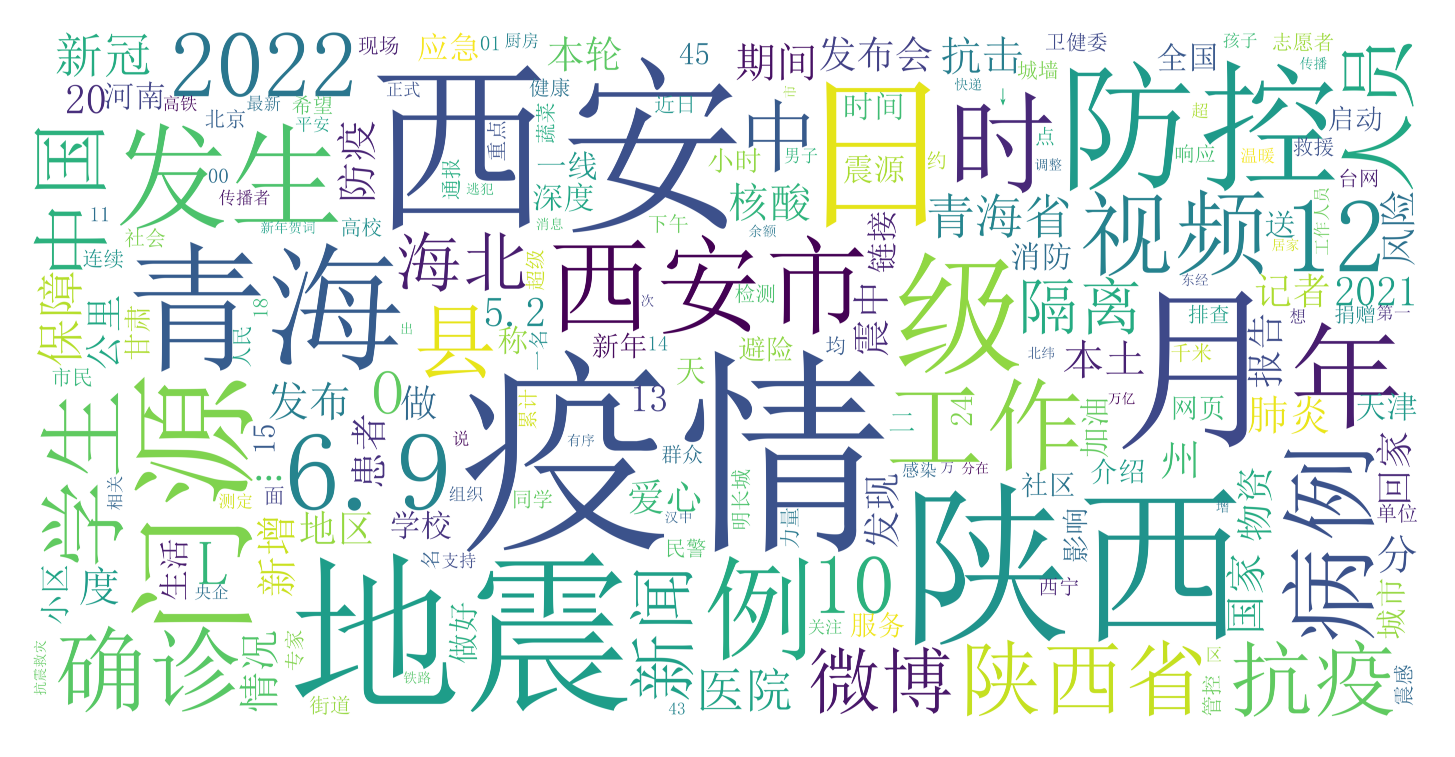 新冠
2022
现场
应急
01
厨房
本轮
45
期间
发布会
抗击
卫健委
全国
孩子
志愿者
传播
人员
20
河南
高铁
最新
希望
正式
西安
健康
近日
中
时间
日
时
城墙
快递
↓
防控
超
启动
中国
发生
北京
平安
防疫
重点
蔬菜
一线
小时
男子
市
震源
约
点
调整
响应
温暖
救援
台网
00
传播者
通报
逃犯
深度
核酸
11
社会
新年贺词
高校
消息
下午
余额
链接
青海省
视频
12
送
居家
工作人员
风险
连续
青海
海北
超级
西安市
消防
东经
保障
公里
甘肃
18
人民
出
县
5.2
次
检测
震中
级
隔离
排查
记者
想
2021
捐赠
第一
市民
称
一名
新年
14
避险
均
北纬
本土
月
千米
报告
年
学生
门源
发布
0
做
疫情
天
13
二
工作
24
万亿
加油
网页
肺炎
天津
15
患者
说
累计
有序
群众
感染
万
分在
介绍
州
回家
…
6.9
面
相关
测定
组织
同学
爱心
汉中
明长城
力量
发现
社区
影响
陕西
增
物资
病例
单位
新增
地区
学校
民警
小区
度
生活
L
央企
名
支持
地震
新闻
例
10
西宁
国家
分
城市
抗震救灾
确诊
情况
专家
街道
铁路
做好
43
医院
关注
服务
微博
陕西省
管控
区
抗疫
震感